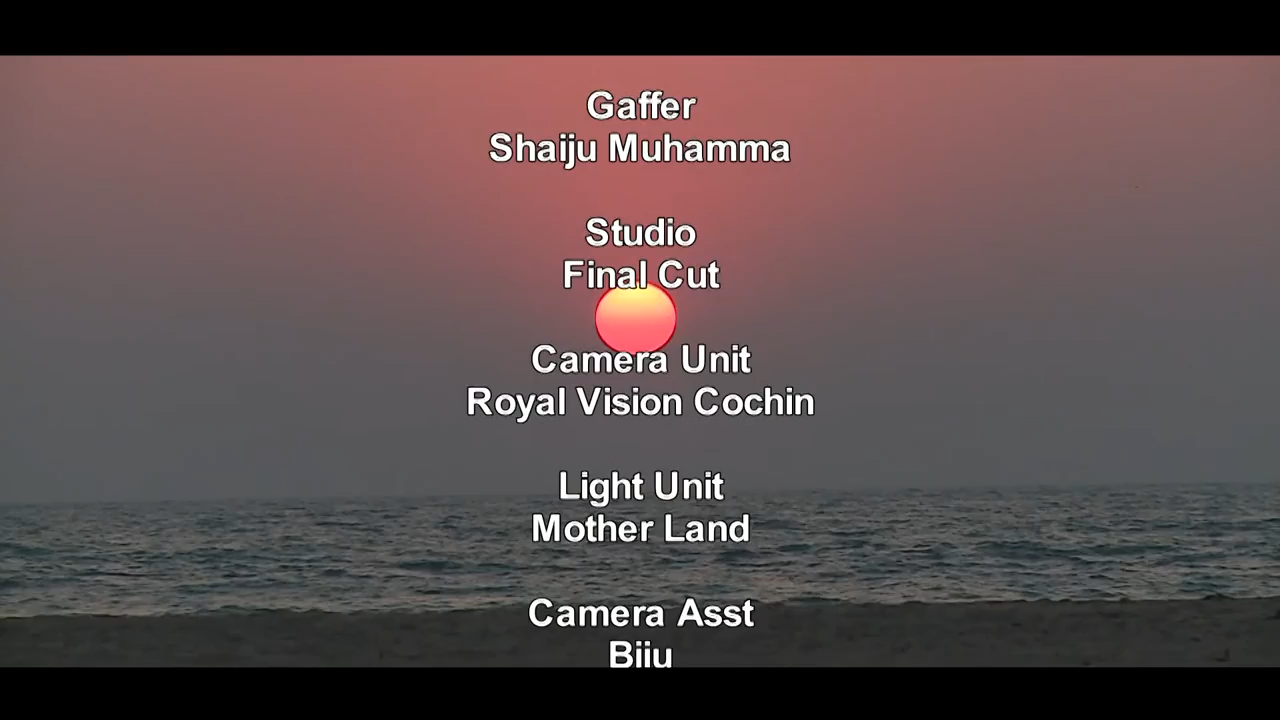 Gaffer
Shaiju Muhamma
Studio
Final Cut
Camera Unit
Royal Vision Cochin
Light Unit
Mother Land
Camera Asst
Biju